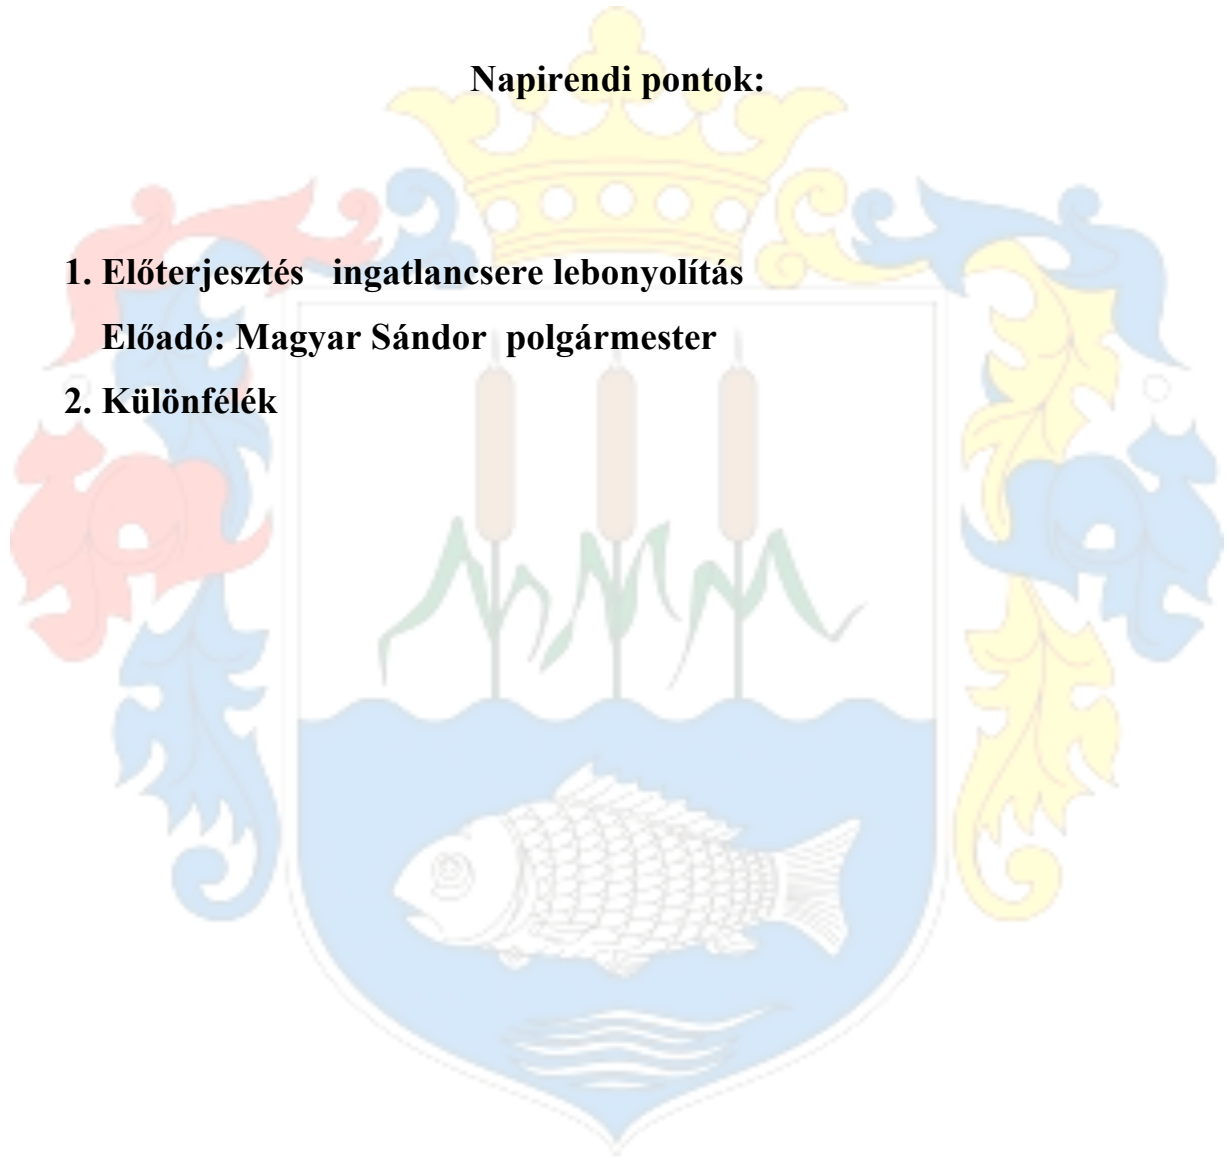 Napirendi pontok:
1. Előterjesztés   ingatlancsere lebonyolítás
Előadó: Magyar Sándor  polgármester
2. Különfélék